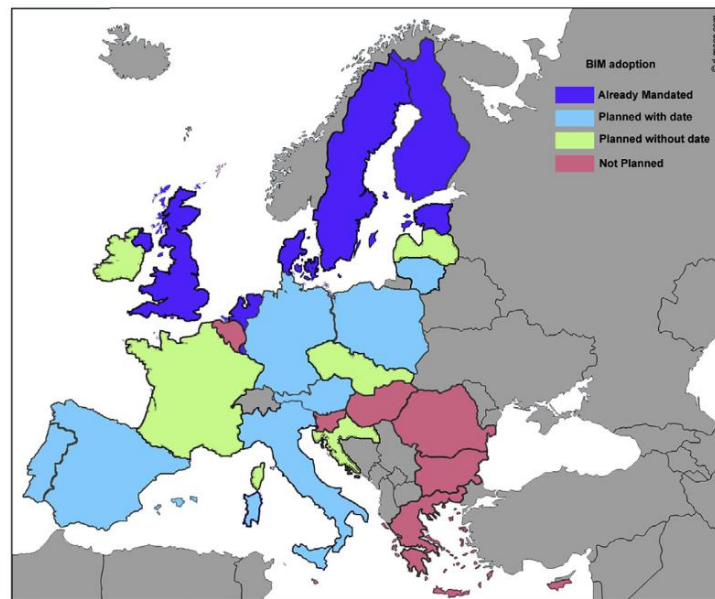 BIM adoption
Already Mandated
Planned with date
Planned without date
Not Planned